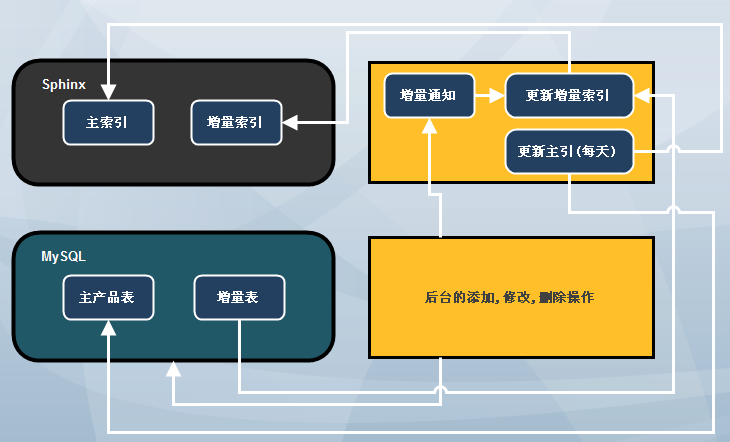 Sphinx
主索引
增量索引
增量通知
更新增量索引
更新主引(每天)
MySQL
主产品表
增量表
后台的添加,修改,删除操作